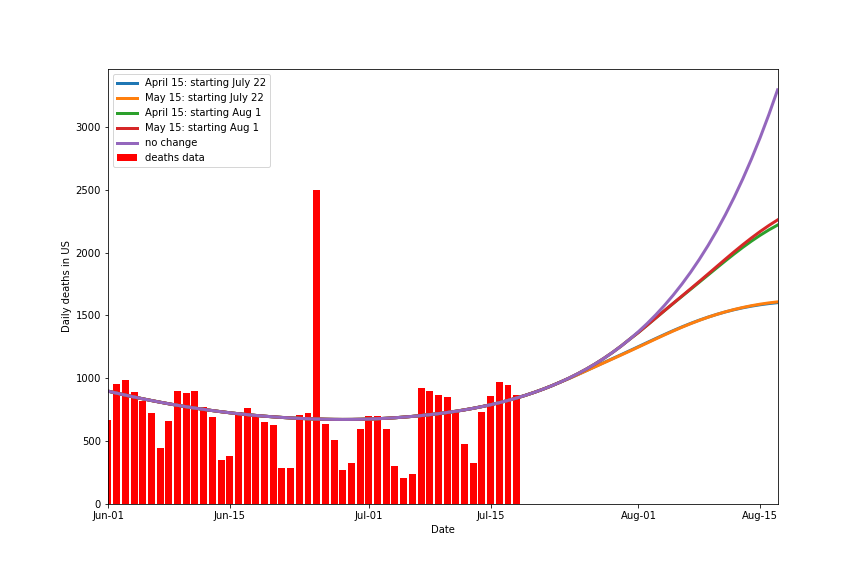 April 15: starting July 22
May 15: starting July 22
April 15: starting Aug 1
May 15: starting Aug 1
no change
deaths data
3000
2500
2000
1500
1000
500
0
Daily deaths in US
Jun-01 Jun-15 Jul-01 Jul-15 Aug-01 Aug-15
Date